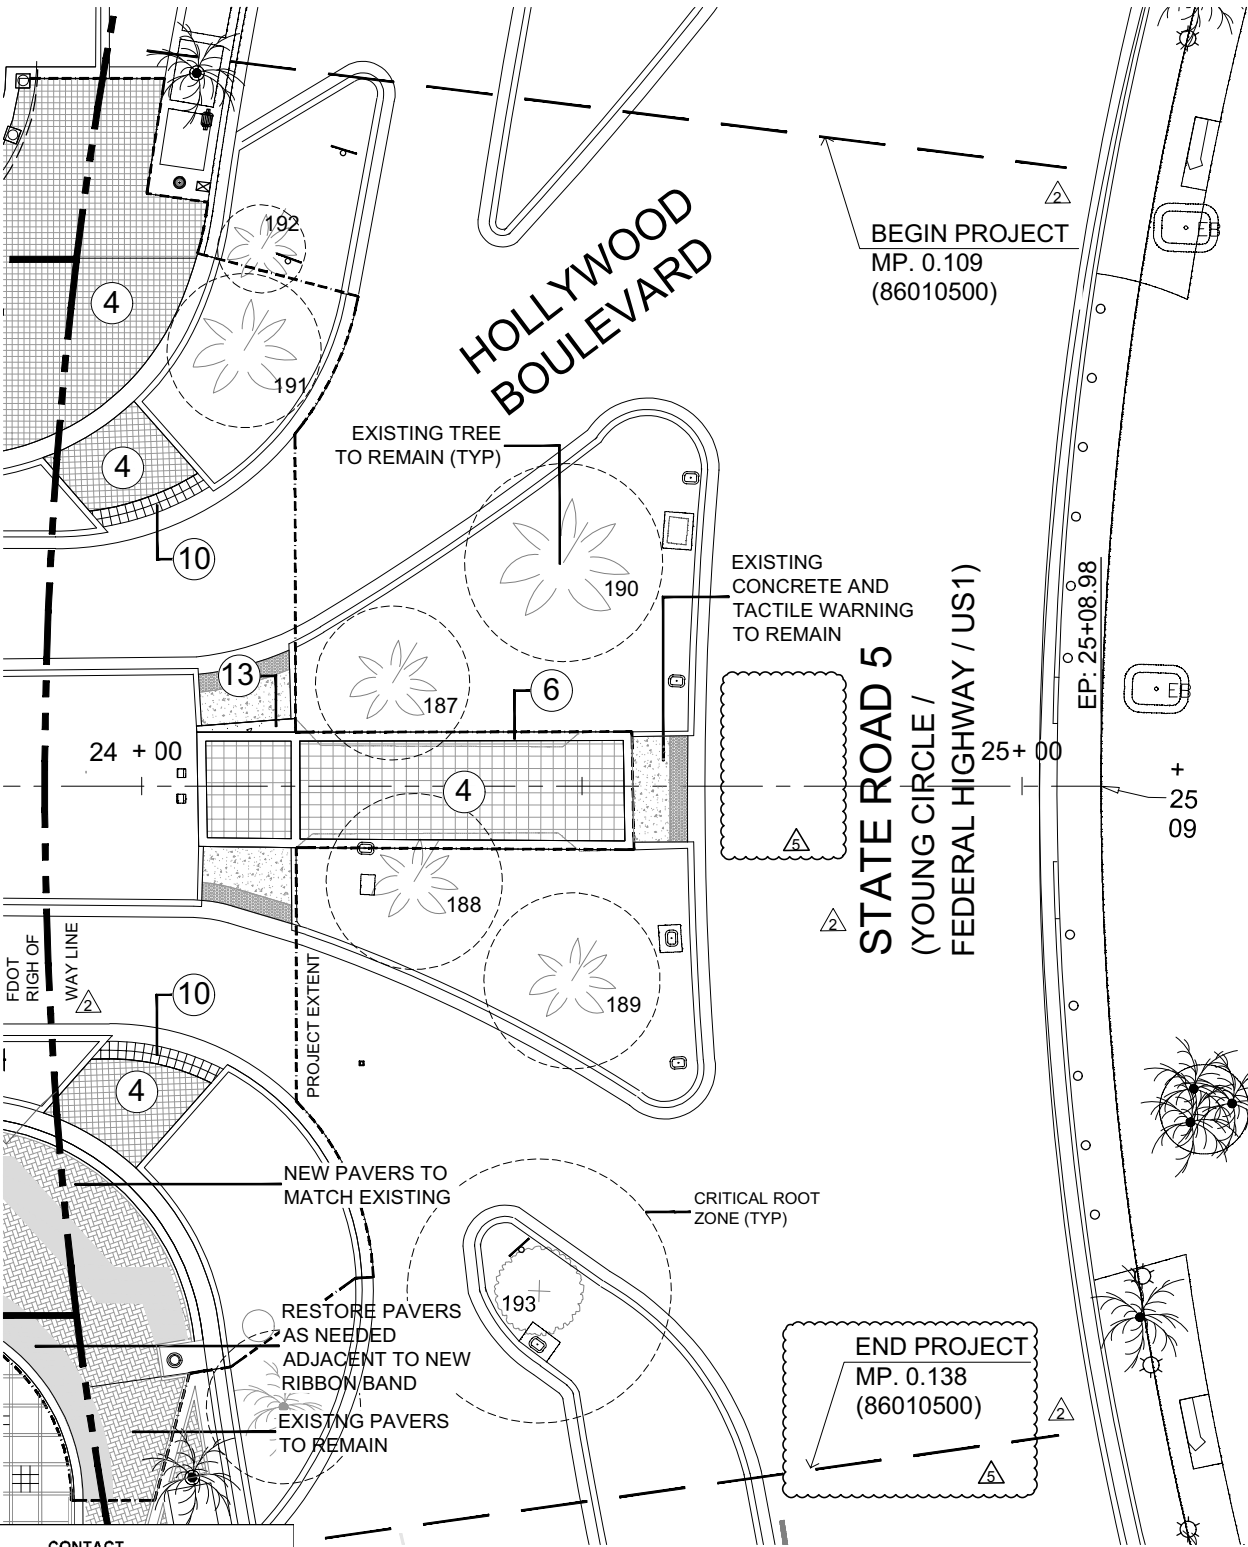 HOLLYWOOD
BOULEVARD
2
BEGIN PROJECT
MP. 0.109
(86010500)
EB
192
4
191
EXISTING TREE
TO REMAIN (TYP)
4
10
190
EXISTING
CONCRETE AND
TACTILE WARNING
TO REMAIN
EP: 25+08.98
13
187
6
EB
24 + 00
4
25+ 00
+
25
09
5
STATE ROAD 5
(YOUNG CIRCLE /
FEDERAL HIGHWAY / US1)
2
188
FDOT
RIGH OF
WAY LINE
2
10
PROJECT EXTENT
189
4
NEW PAVERS TO
MATCH EXISTING
CRITICAL ROOT
ZONE (TYP)
193
RESTORE PAVERS
AS NEEDED
ADJACENT TO NEW
RIBBON BAND
EXISTNG PAVERS
TO REMAIN
END PROJECT
MP. 0.138
(86010500)
2
5
CONTACT